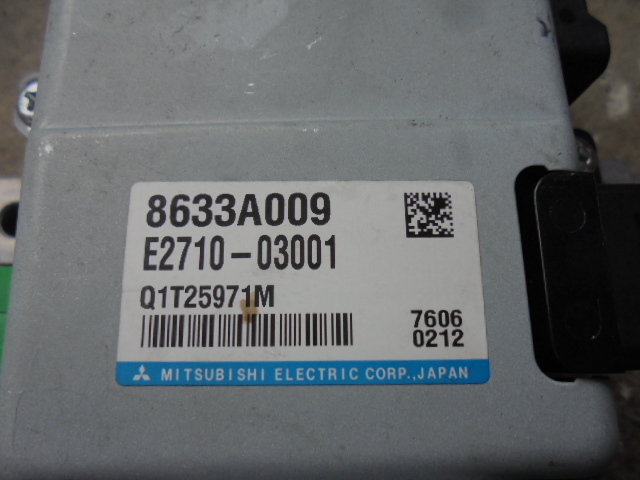 8633A009
E2710-03001
Q1T25971M
7606
0212
MITSUBISHI ELECTRIC CORP.,JAPAN